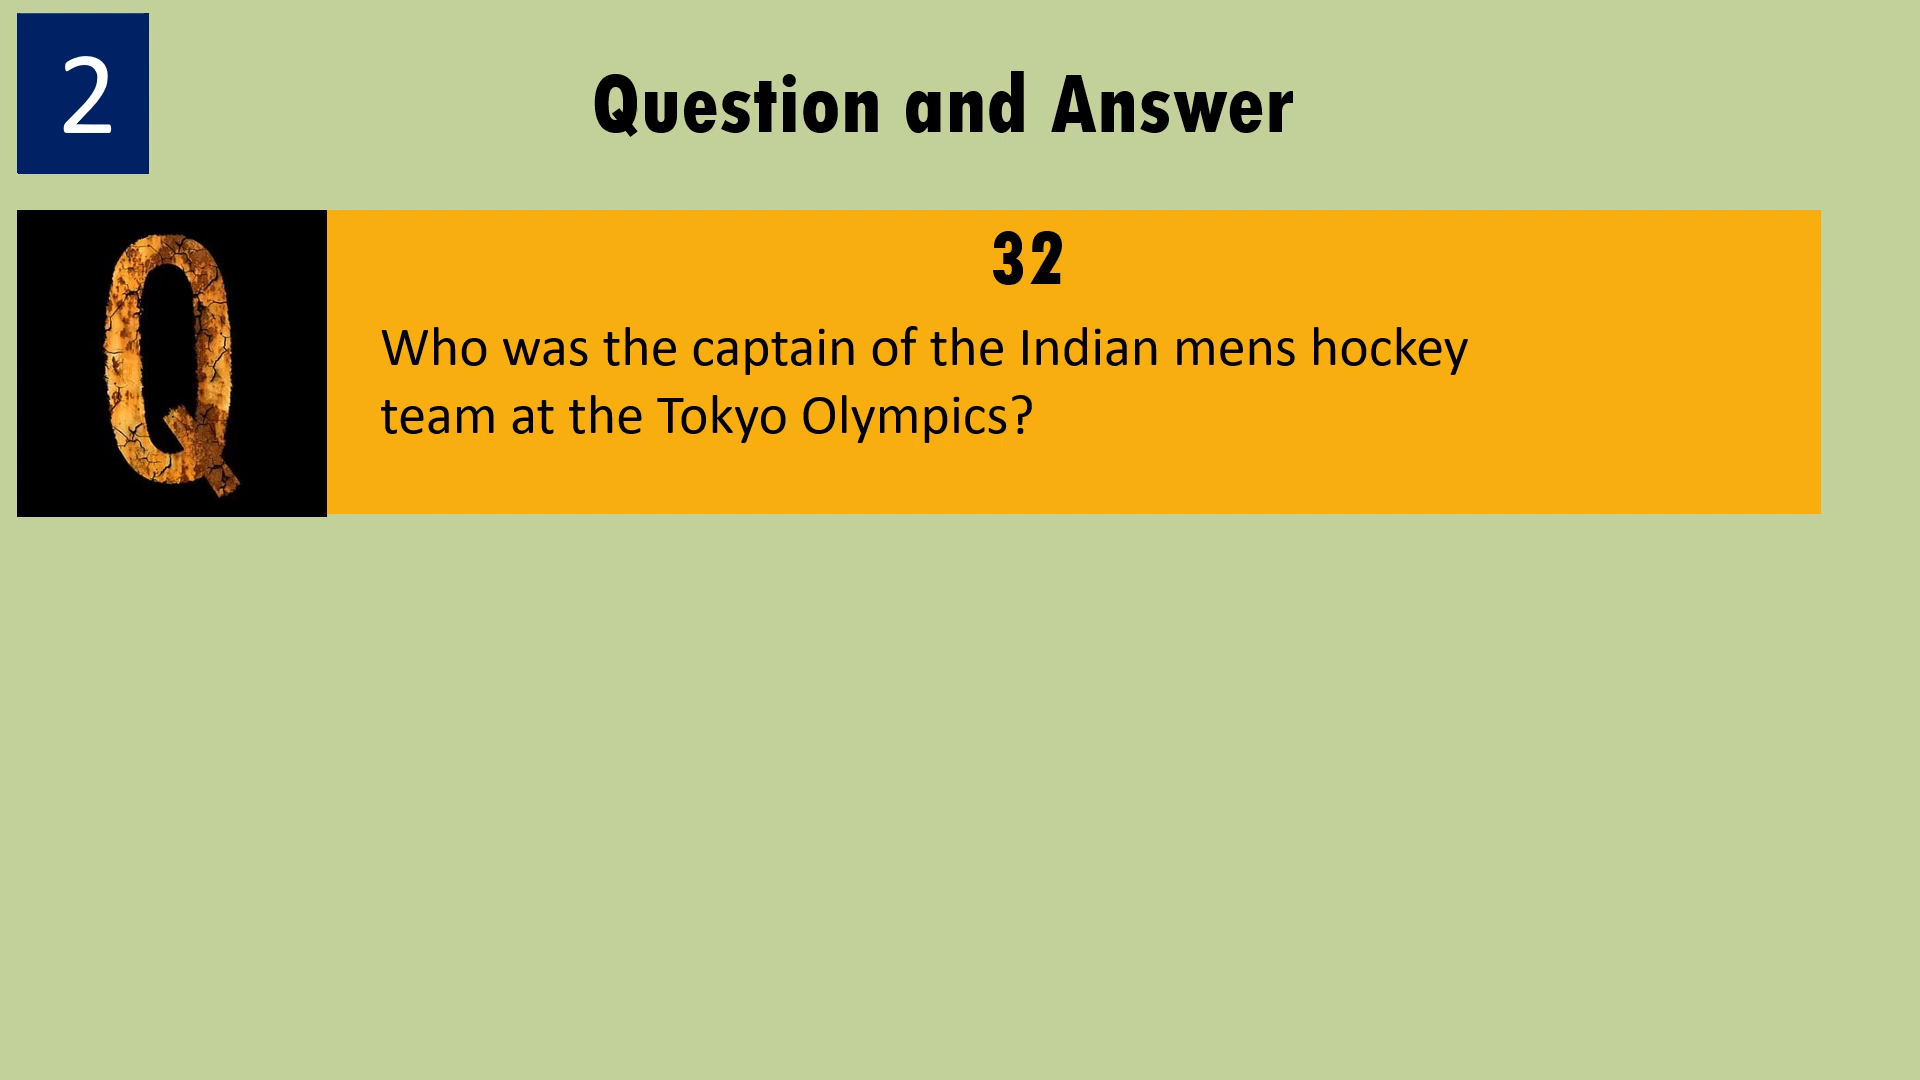 2
Question and Answer
Q
32
Who was the captain of the Indian mens hockey
team at the Tokyo Olympics?